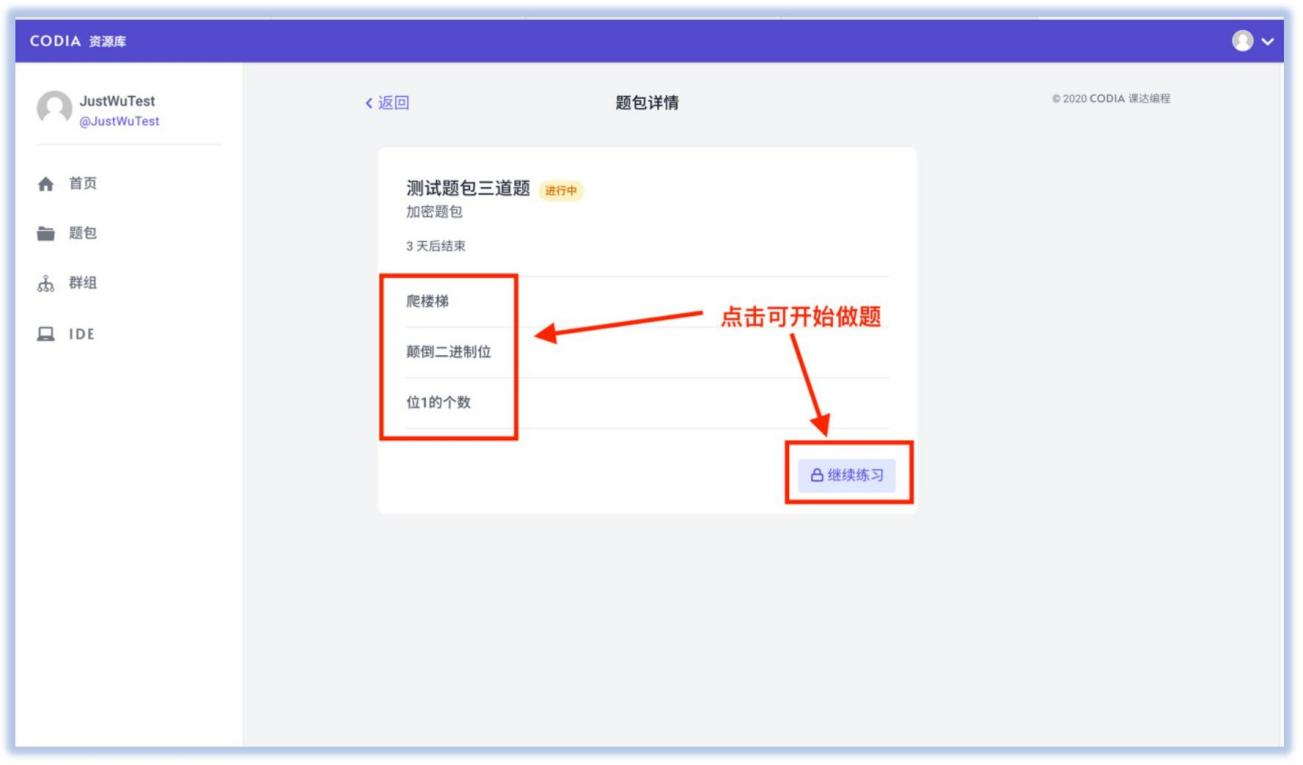 CODIA 资源库
JustWuTest
@JustWuTest
首页
题包
群组
IDE
返回
题包详情
© 2020 CODIA 课达编程
测试题包三道题 进行中
加密题包
3 天后结束
爬楼梯
颠倒二进制位
位1的个数
点击可开始做题
继续练习